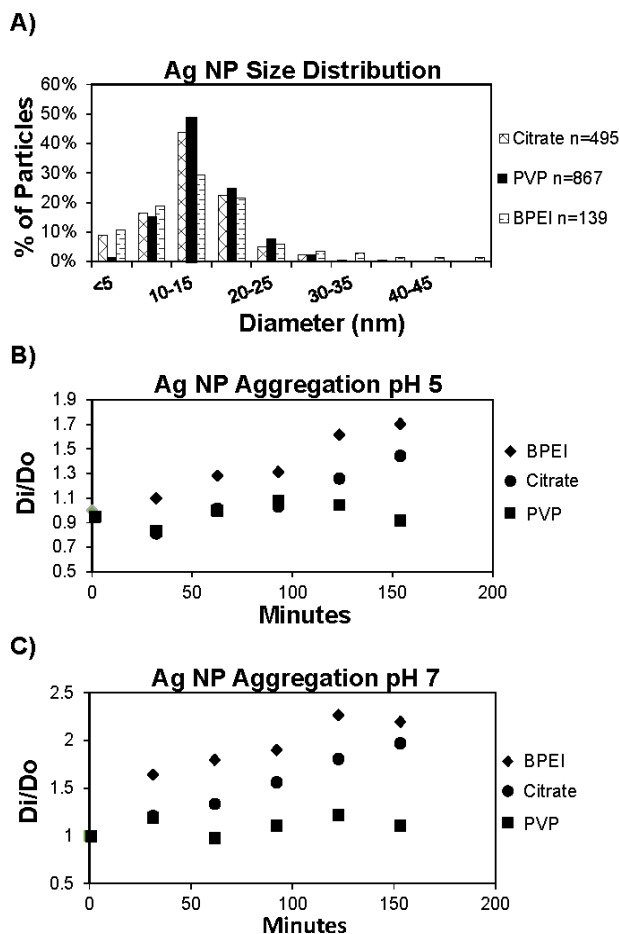 A)
Ag NP Size Distribution
% of Particles
60%
50%
40%
30%
20%
10%
0%
<5
10-15
20-25
30-35
40-45
Diameter (nm)
Citrate n=495
PVP n=867
BPEI n=139
B)
Ag NP Aggregation pH 5
Di/Do
1.9
1.7
1.5
1.3
1.1
0.9
0.7
0.5
0
50
100
150
200
Minutes
BPEI
Citrate
PVP
C)
Ag NP Aggregation pH 7
Di/Do
2.5
2
1.5
1
0.5
0
50
100
150
200
Minutes
BPEI
Citrate
PVP